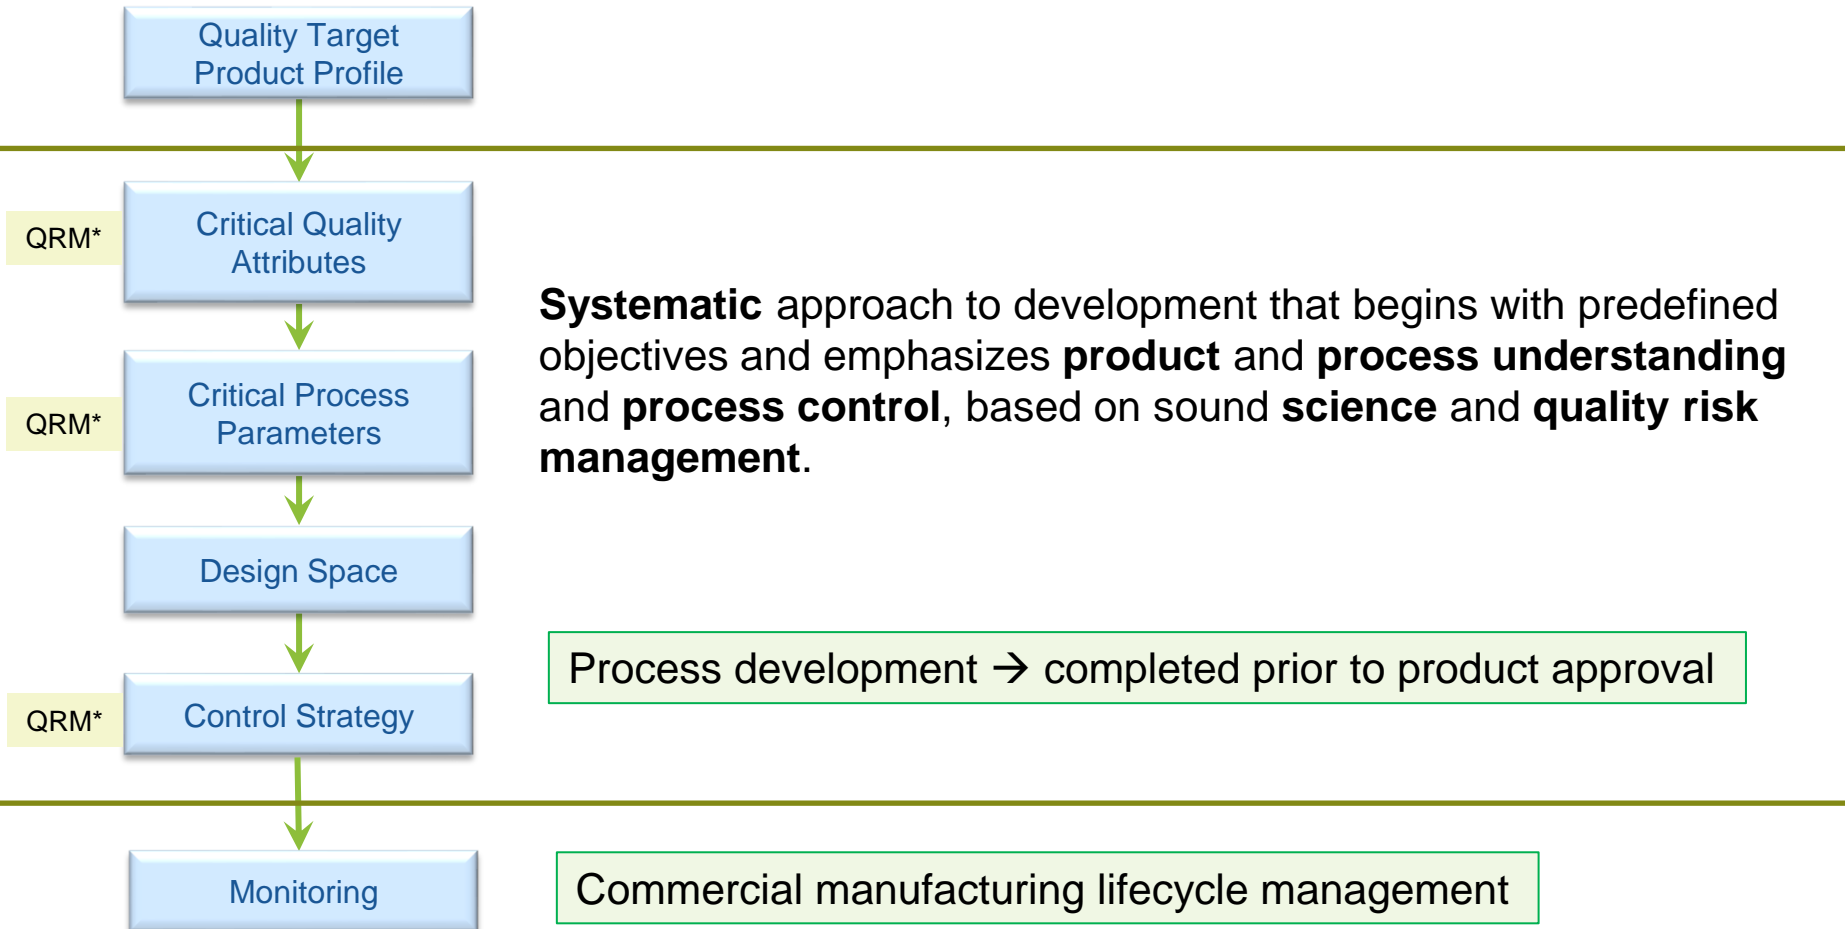 Quality Target
Product Profile
QRM*
Critical Quality
Attributes
QRM*
Critical Process
Parameters
Design Space
QRM*
Control Strategy
Monitoring
Systematic approach to development that begins with predefined
objectives and emphasizes product and process understanding
and process control, based on sound science and quality risk
management.
Process development → completed prior to product approval
Commercial manufacturing lifecycle management